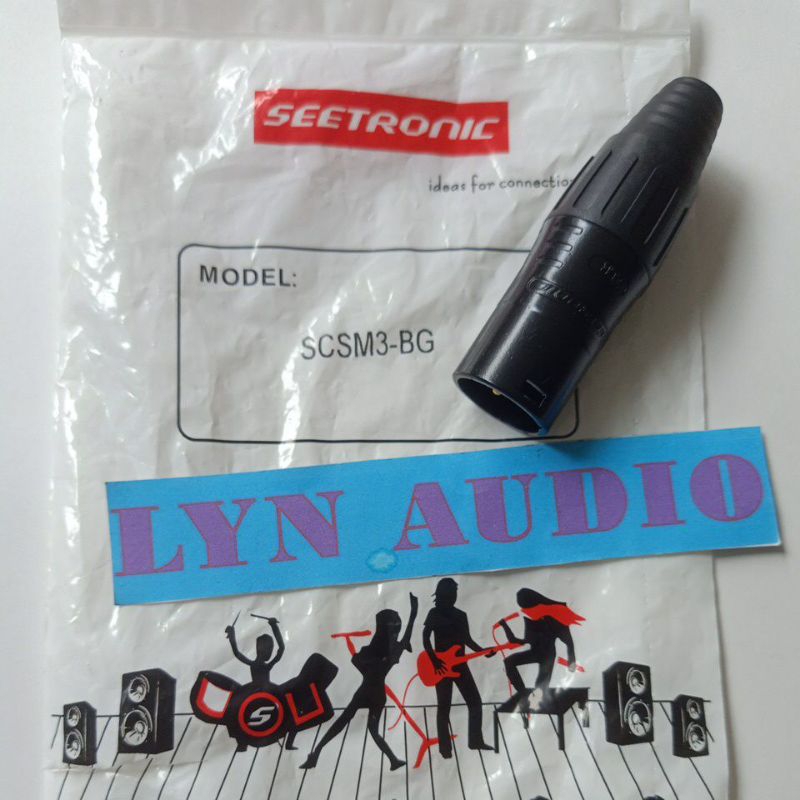 SEETRONIC
ideas for connection
MODEL:
SCSM3-BG
LYN AUDIO
S